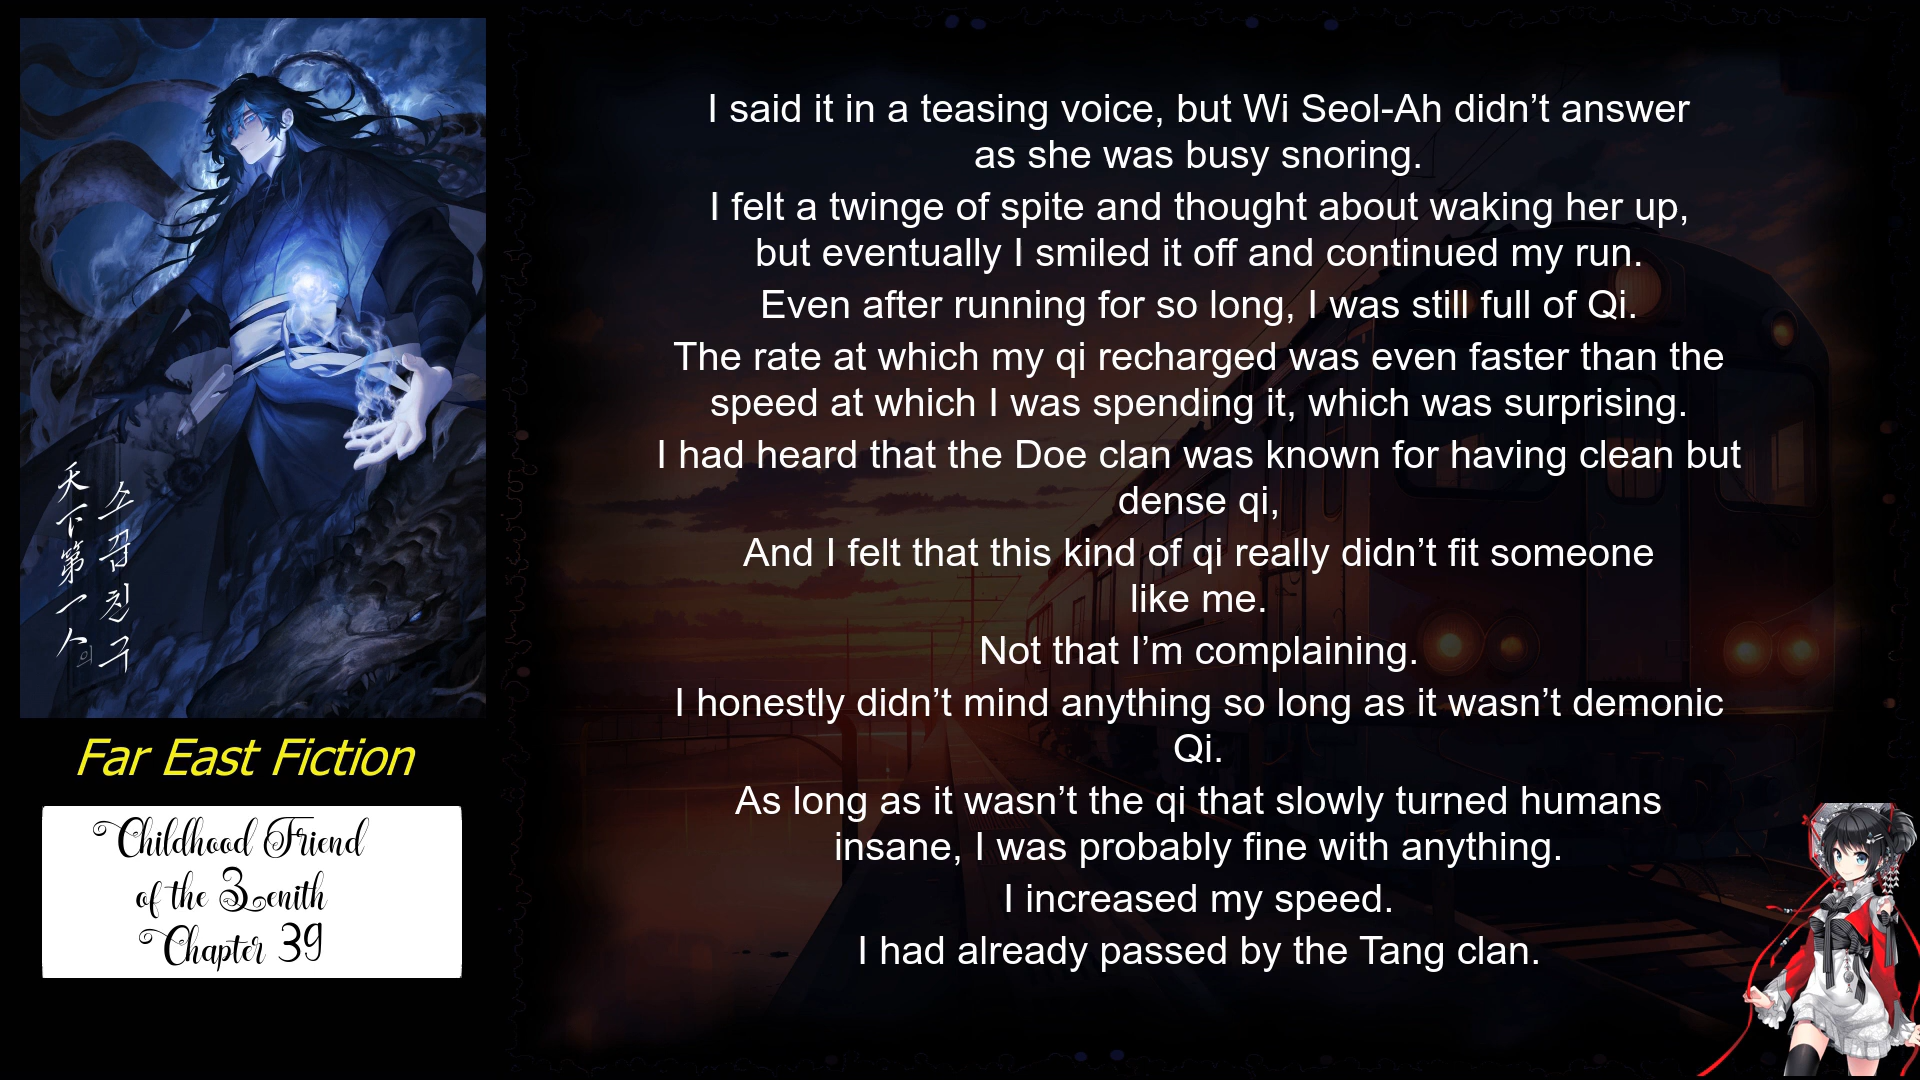 天下第一人의
소꿉친구
Far East Fiction
Childhood Friend
of the Zenith
Chapter 39
I said it in a teasing voice, but Wi Seol-Ah didn’t answer
as she was busy snoring.
I felt a twinge of spite and thought about waking her up,
but eventually I smiled it off and continued my run.
Even after running for so long, I was still full of Qi.
The rate at which my qi recharged was even faster than the
speed at which I was spending it, which was surprising.
I had heard that the Doe clan was known for having clean but
dense qi,
And I felt that this kind of qi really didn’t fit someone
like me.
Not that I’m complaining.
I honestly didn’t mind anything so long as it wasn’t demonic
Qi.
As long as it wasn’t the qi that slowly turned humans
insane, I was probably fine with anything.
I increased my speed.
I had already passed by the Tang clan.